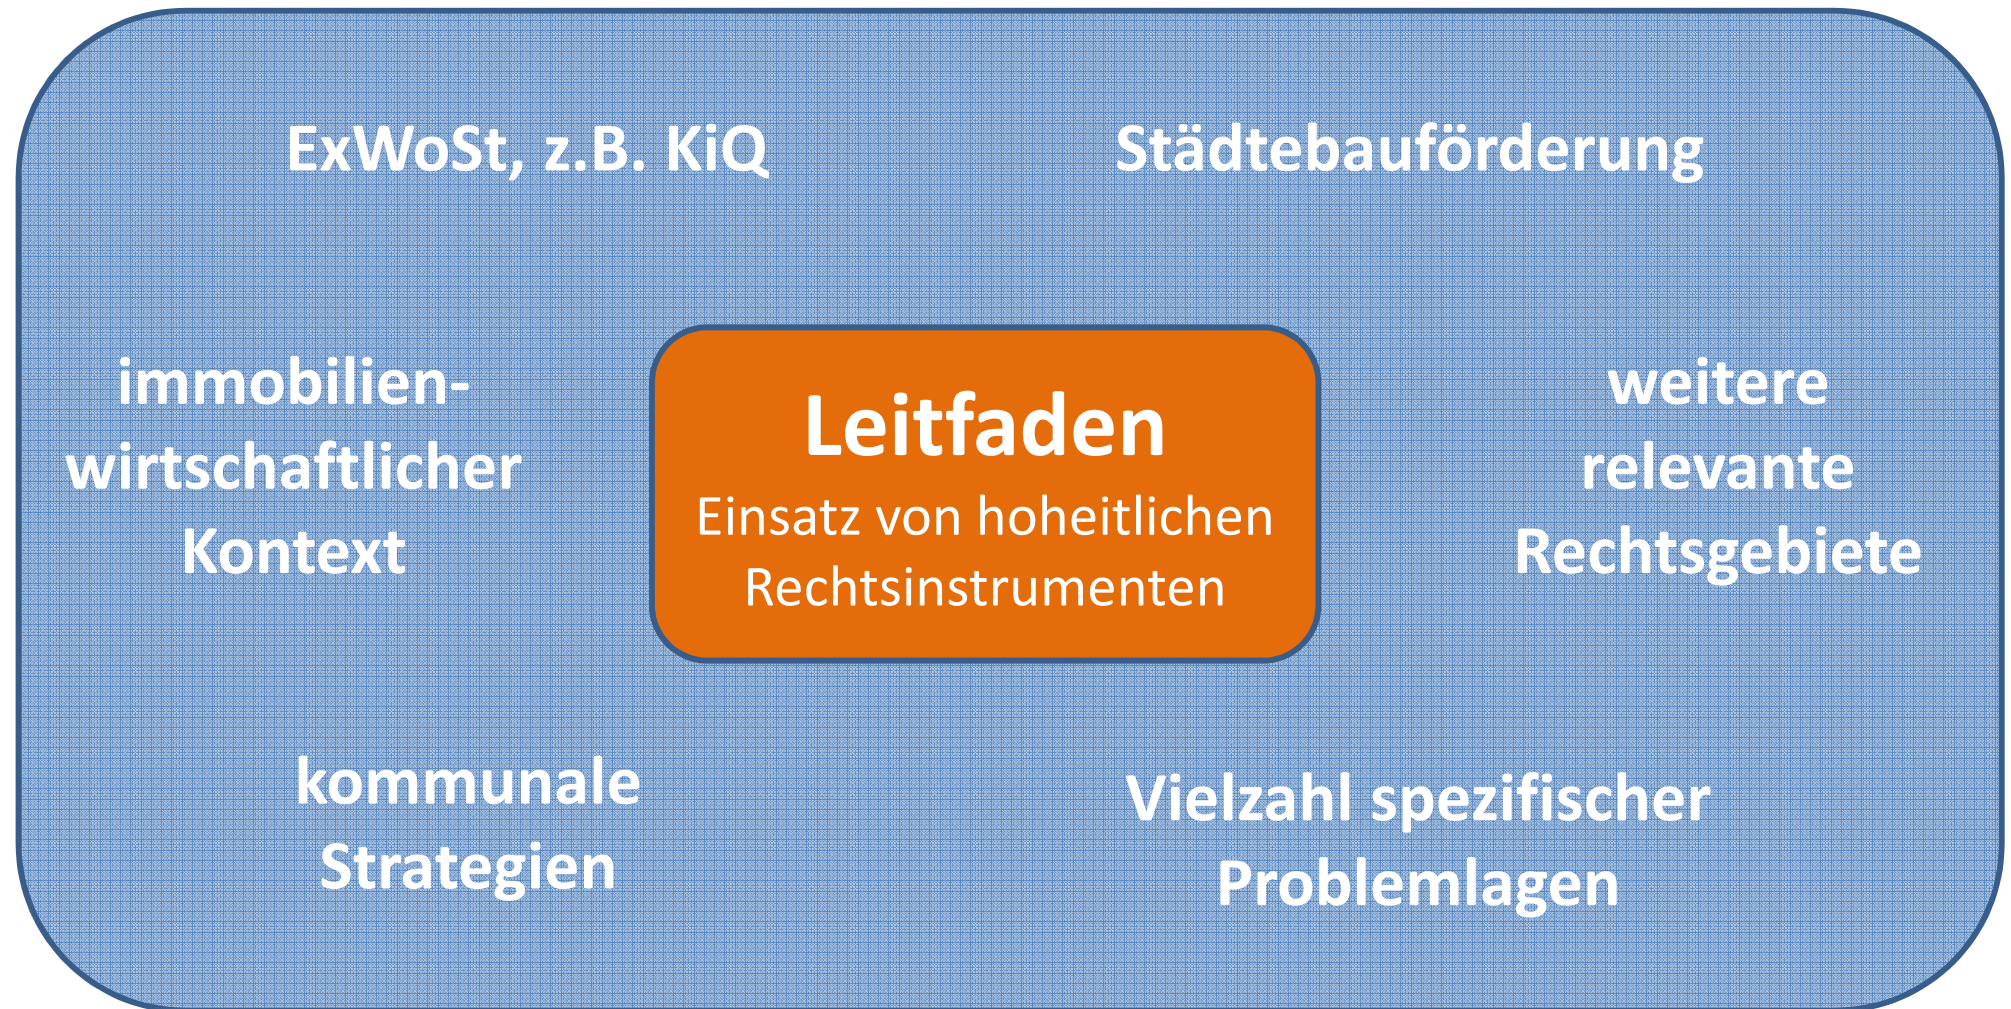 ExWoSt, z.B. KiQ
Städtebauförderung
immobilien-
wirtschaftlicher
Kontext
Leitfaden
Einsatz von hoheitlichen
Rechtsinstrumenten
weitere
relevante
Rechtsgebiete
kommunale
Strategien
Vielzahl spezifischer
Problemlagen